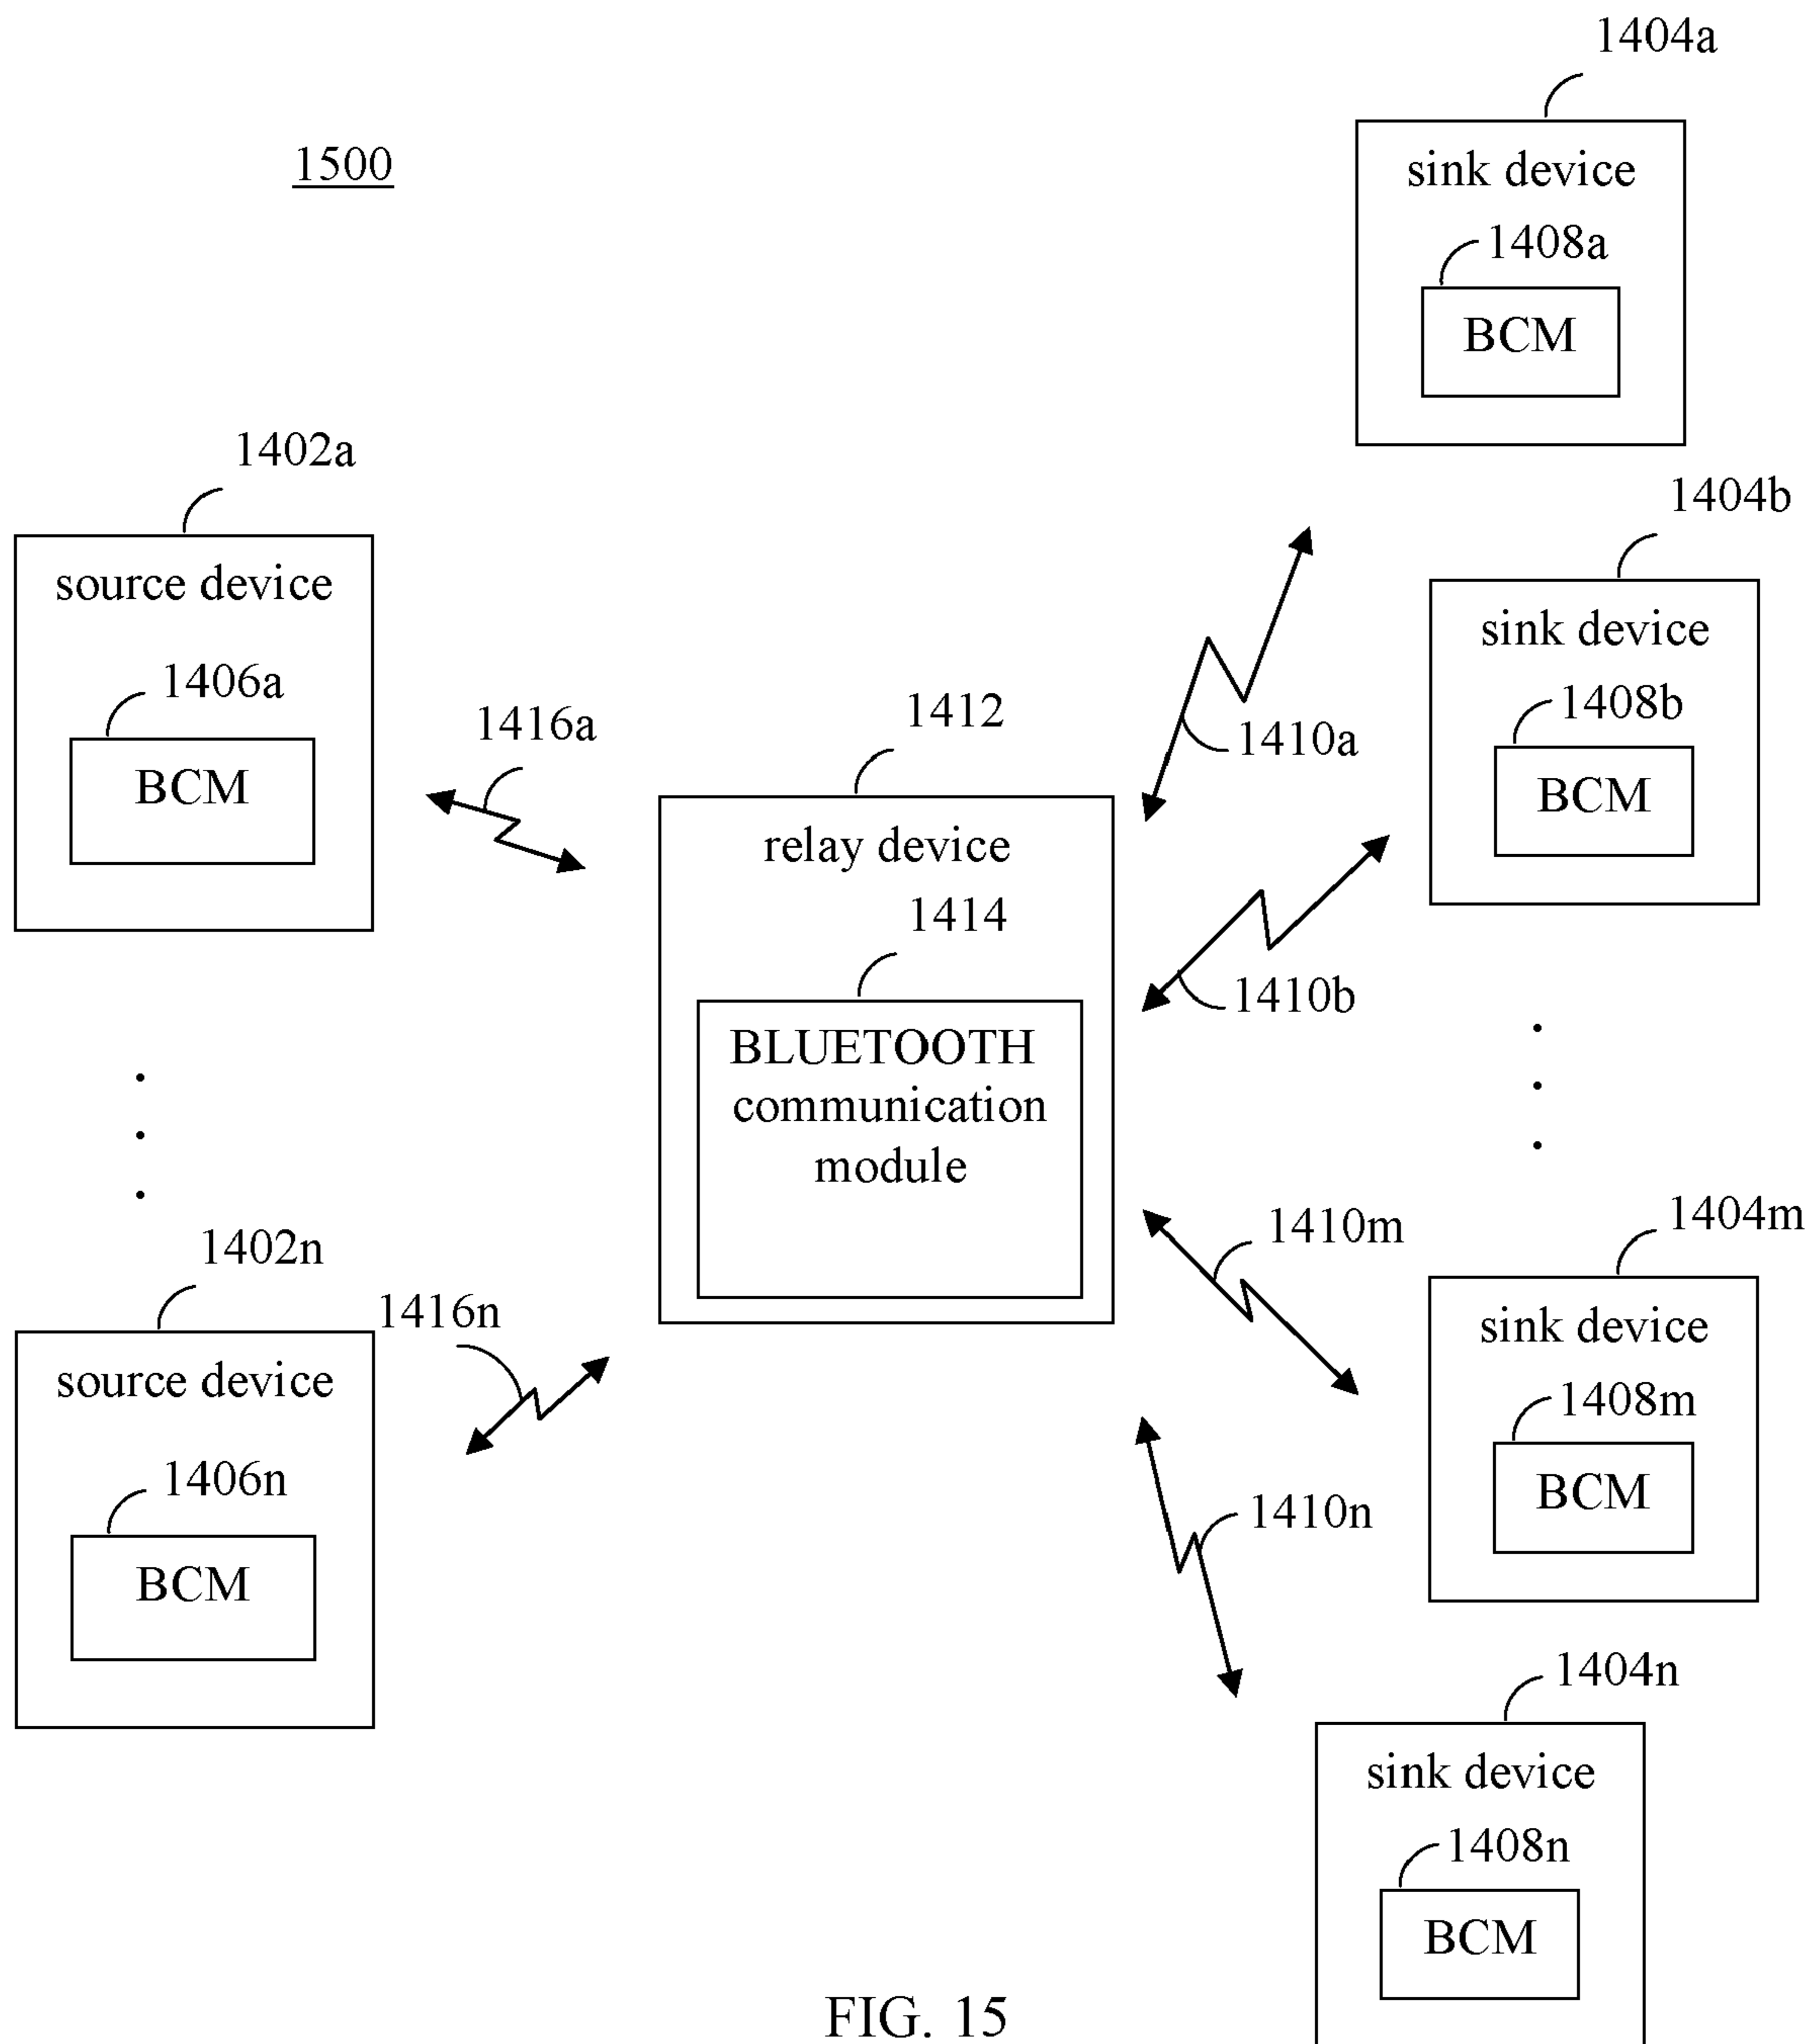 1404a
1500
sink device
1408a
BCM
1402a
source device
1406a
BCM
1404b
sink device
1408b
BCM
1416a
1412
relay device
1414
BLUETOOTH
communication
module
1410a
1410b
1402n
source device
1406n
BCM
1416n
1410m
1404m
sink device
1408m
BCM
1410n
1404n
sink device
1408n
BCM
FIG. 15